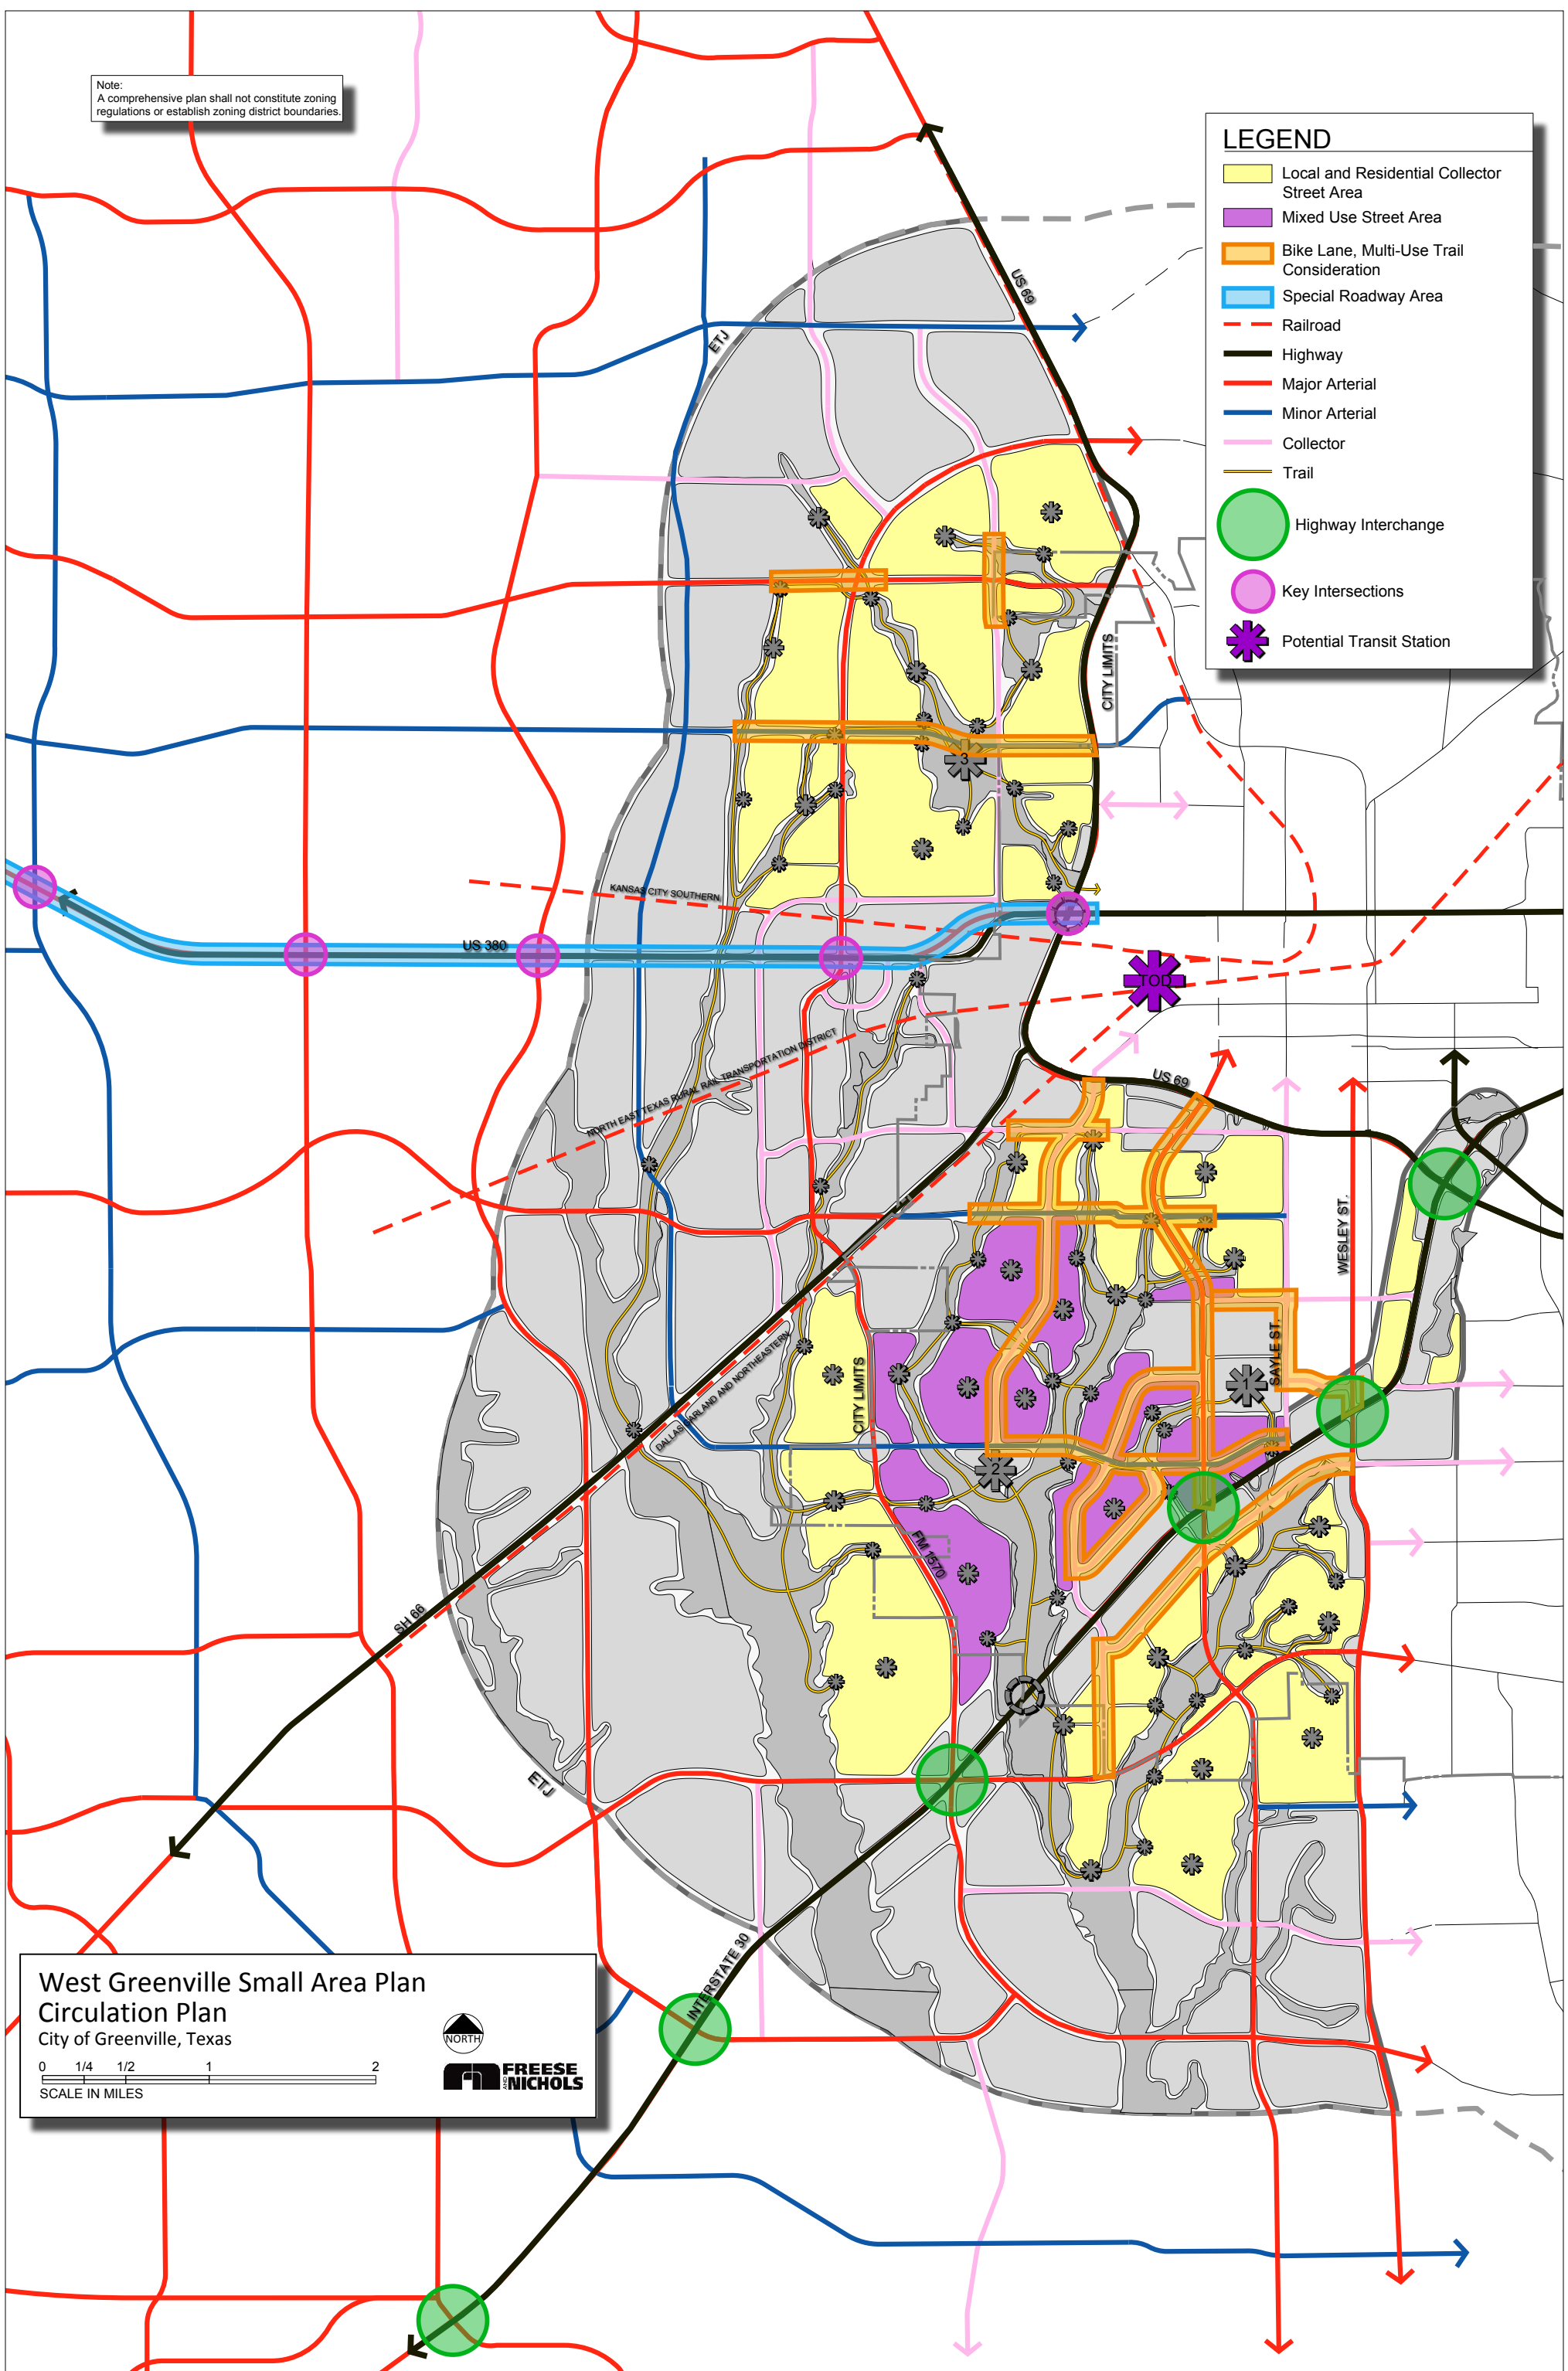 Note:
A comprehensive plan shall not constitute zoning
regulations or establish zoning district boundaries.
LEGEND
Local and Residential Collector
Street Area
Mixed Use Street Area
Bike Lane, Multi-Use Trail
Consideration
Special Roadway Area
Railroad
Highway
Major Arterial
Minor Arterial
Collector
Trail
Highway Interchange
Key Intersections
Potential Transit Station
US 69
ETJ
CITY LIMITS
3
KANSAS CITY SOUTHERN
US 380
TOD
NORTH EAST TEXAS RURAL RAIL TRANSPORTATION DISTRICT
US 69
WESLEY ST.
SAYLE ST.
1
DALLAS GARLAND AND NORTHEASTERN
CITY LIMITS
2
FM 1570
SH 66
ETJ
INTERSTATE 30
West Greenville Small Area Plan
Circulation Plan
City of Greenville, Texas
0 1/4 1/2 1 2
SCALE IN MILES
NORTH
FREESE
AND
NICHOLS